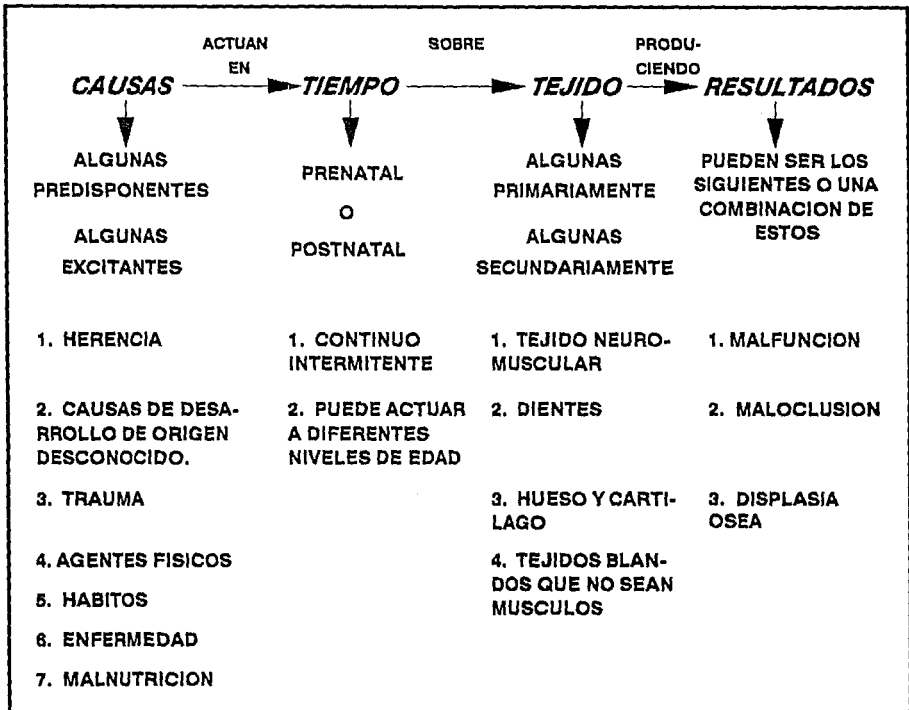 ACTUAN
EN
SOBRE
PRODU-
CIENDO
CAUSAS
TIEMPO
TEJIDO
RESULTADOS
ALGUNAS
PREDISPONENTES
ALGUNAS
EXCITANTES
PRENATAL
O
POSTNATAL
ALGUNAS
PRIMARIAMENTE
ALGUNAS
SECUNDARIAMENTE
PUEDEN SER LOS
SIGUIENTES O UNA
COMBINACION DE
ESTOS
1. HERENCIA
2. CAUSAS DE DESA-
RROLLO DE ORIGEN
DESCONOCIDO.
3. TRAUMA
4. AGENTES FISICOS
5. HABITOS
6. ENFERMEDAD
7. MALNUTRICION
1. CONTINUO
INTERMITENTE
2. PUEDE ACTUAR
A DIFERENTES
NIVELES DE EDAD
1. TEJIDO NEURO-
MUSCULAR
2. DIENTES
3. HUESO Y CARTI-
LAGO
4. TEJIDOS BLAN-
DOS QUE NO SEAN
MUSCULOS
1. MALFUNCION
2. MALOCLUSION
3. DISPLASIA
OSEA